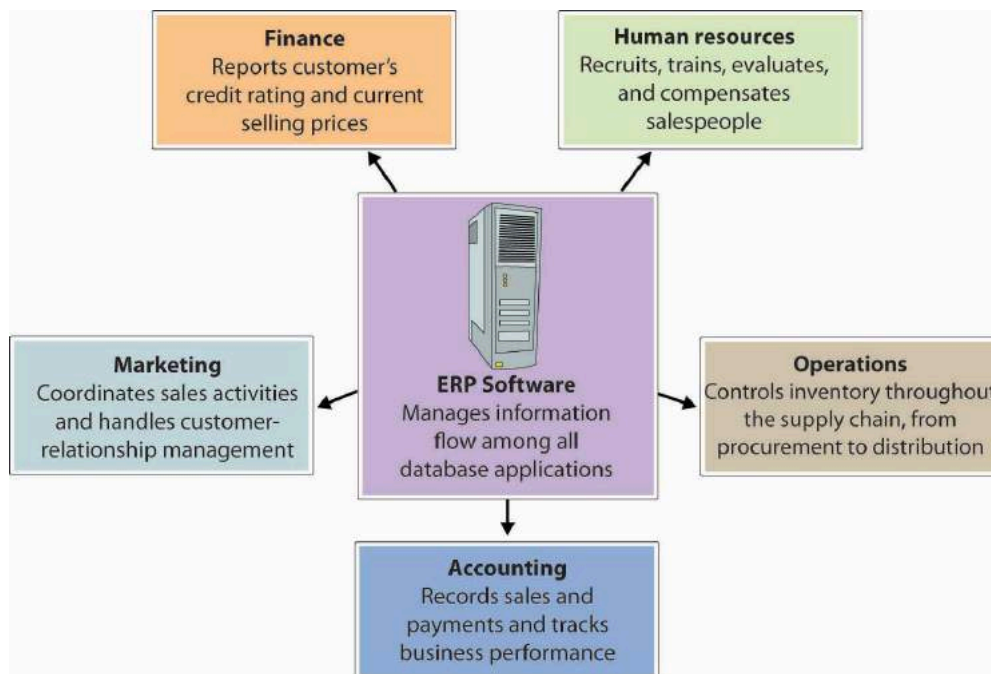 Finance
Reports customer's
credit rating and current
selling prices
Human resources
Recruits, trains, evaluates,
and compensates
salespeople
Marketing
Coordinates sales activities
and handles customer-
relationship management
ERP Software
Manages information
flow among all
database applications
Operations
Controls inventory throughout
the supply chain, from
procurement to distribution
Accounting
Records sales and
payments and tracks
business performance